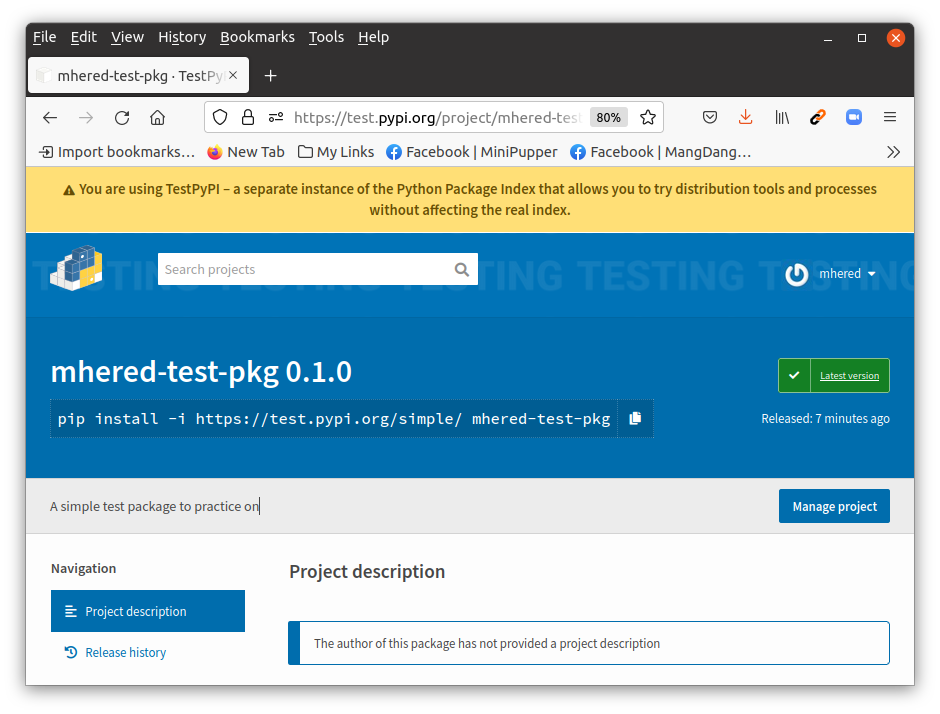 File Edit View History Bookmarks Tools Help
mhered-test-pkg · TestPy
https://test.pypi.org/project/mhered-test 80%
Import bookmarks... New Tab My Links Facebook | MiniPupper Facebook | MangDang...
You are using TestPyPI – a separate instance of the Python Package Index that allows you to try distribution tools and processes
without affecting the real index.
Search projects
TESTING TESTING TESTING TESTING
mhered
mhered-test-pkg 0.1.0
Latest version
pip install -i https://test.pypi.org/simple/ mhered-test-pkg
Released: 7 minutes ago
A simple test package to practice on
Manage project
Navigation
Project description
Project description
The author of this package has not provided a project description
Release history